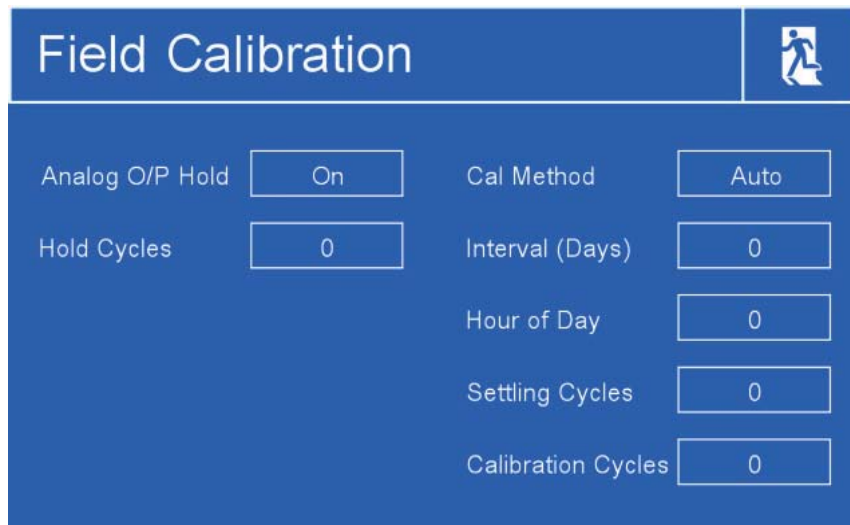 Field Calibration
Analog O/P Hold On
Hold Cycles 0
Cal Method Auto
Interval (Days) 0
Hour of Day 0
Settling Cycles 0
Calibration Cycles 0